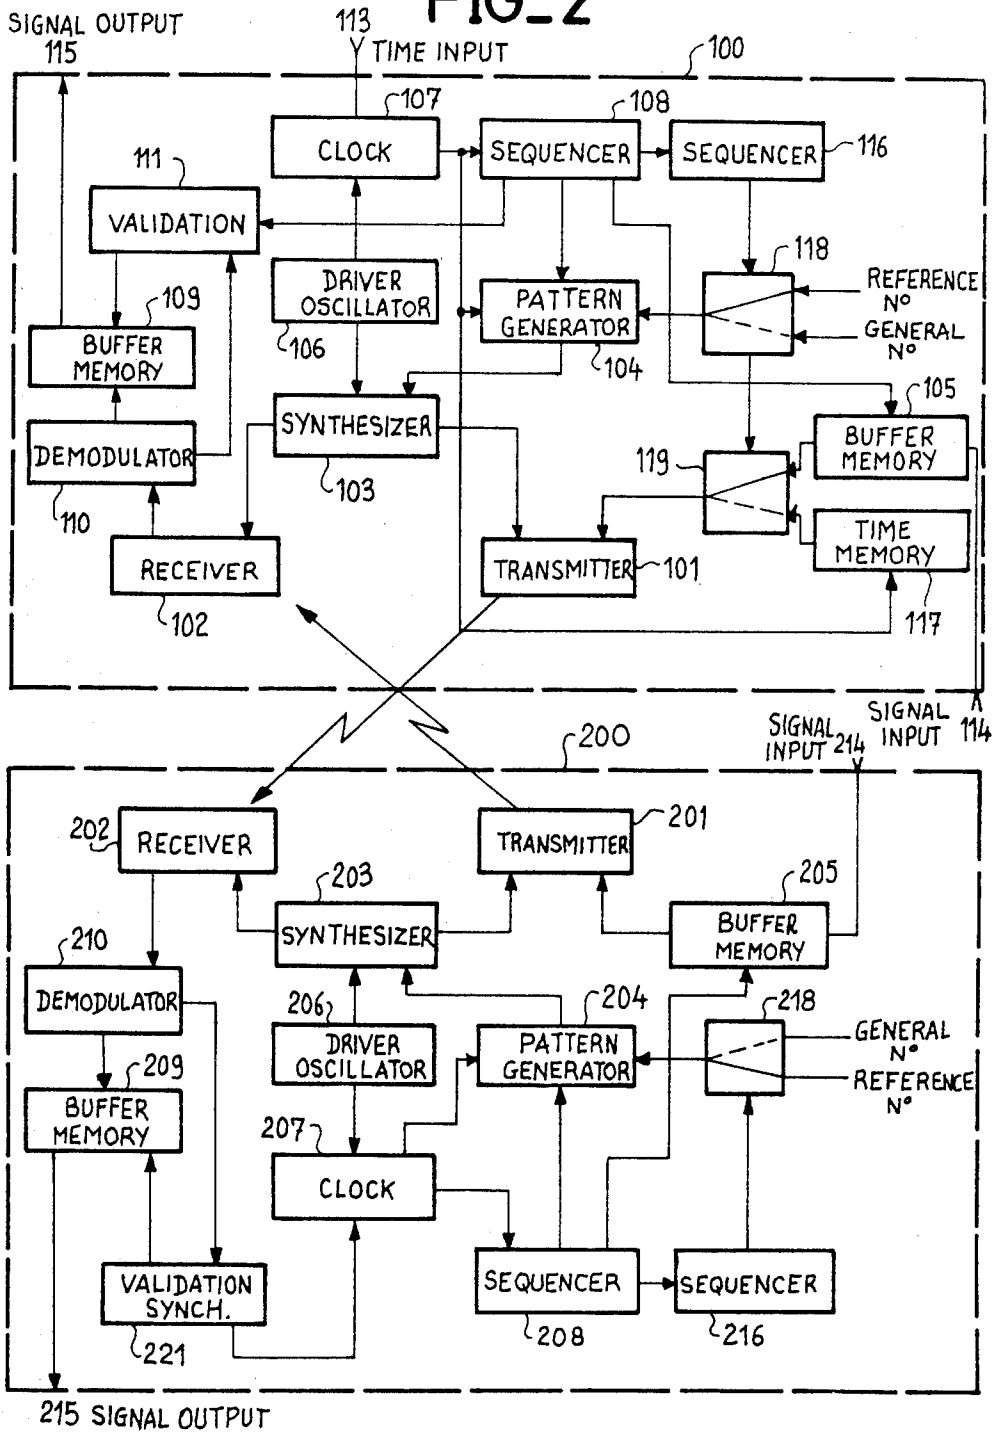 FIG_2
SIGNAL OUTPUT
115
113
TIME INPUT
100
107
CLOCK
108
SEQUENCER
SEQUENCER
116
111
VALIDATION
DRIVER
OSCILLATOR
106
PATTERN
GENERATOR
104
118
REFERENCE
N°
GENERAL
N°
109
BUFFER
MEMORY
SYNTHESIZER
103
105
BUFFER
MEMORY
DEMODULATOR
110
119
TIME
MEMORY
117
RECEIVER
102
TRANSMITTER
101
SIGNAL
INPUT
114
SIGNAL
INPUT
214
200
202
RECEIVER
TRANSMITTER
201
203
SYNTHESIZER
205
BUFFER
MEMORY
210
DEMODULATOR
206
DRIVER
OSCILLATOR
204
PATTERN
GENERATOR
218
GENERAL
N°
REFERENCE
N°
209
BUFFER
MEMORY
207
CLOCK
VALIDATION
SYNCH.
221
SEQUENCER
208
SEQUENCER
216
215 SIGNAL OUTPUT